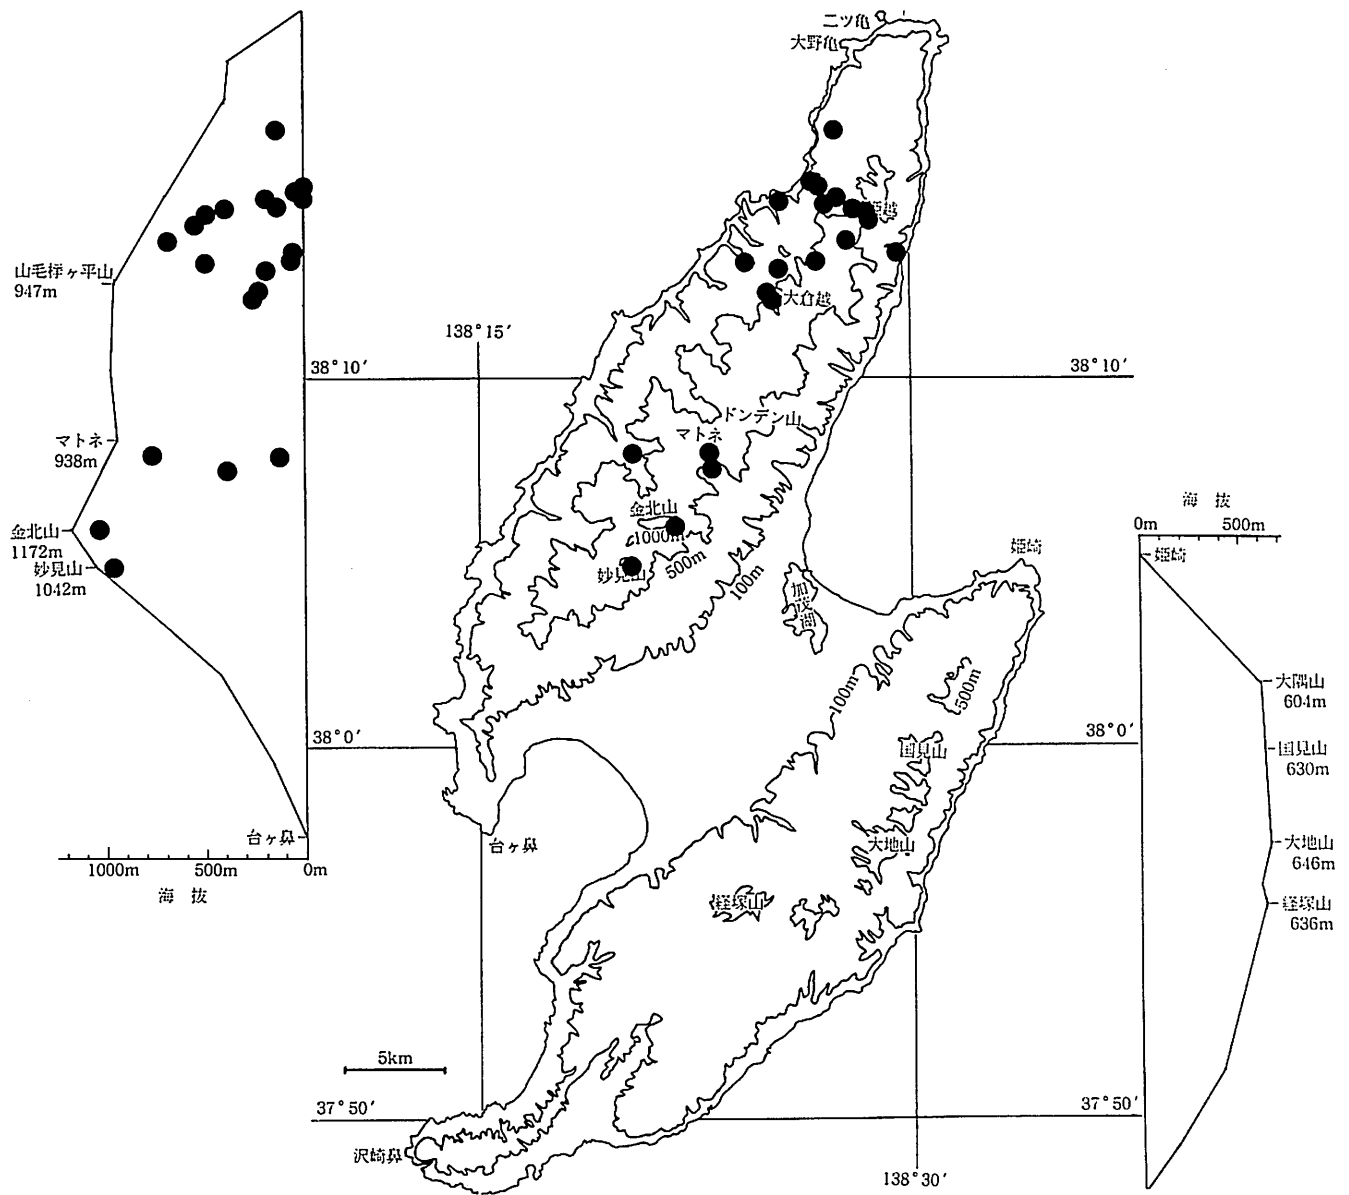 二ツ亀
大野亀
山毛欅ヶ平山
947m
138°15′
38°10′
38°10′
大倉越
ドンデン山
マトネ
マトネ
938m
金北山
1172m
妙見山
1042m
金北山
1000m
500m
妙見山
100m
加茂湖
姫崎
海 抜
0m
500m
姫崎
大隅山
604m
100m
500m
38°0′
38°0′
国見山
国見山
630m
台ヶ鼻
台ヶ鼻
大地山
大地山
646m
1000m
500m
0m
海 抜
経塚山
経塚山
636m
5km
37°50′
37°50′
沢崎鼻
138°30′